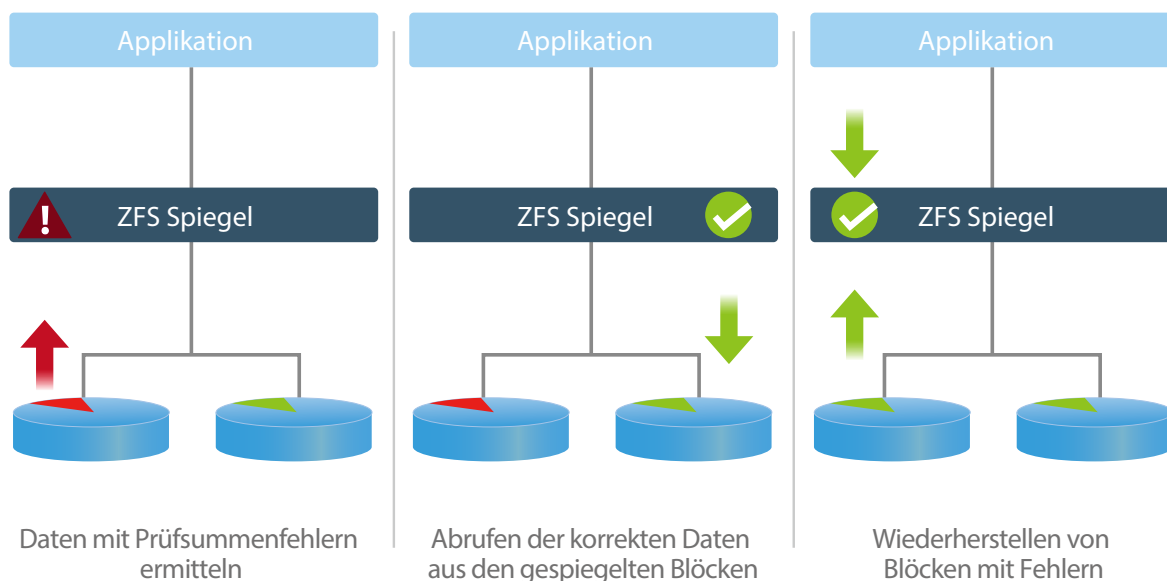 Applikation
ZFS Spiegel
Daten mit Prüfsummenfehlern
ermitteln
Applikation
ZFS Spiegel
Abrufen der korrekten Daten
aus den gespiegelten Blöcken
Applikation
ZFS Spiegel
Wiederherstellen von
Blöcken mit Fehlern